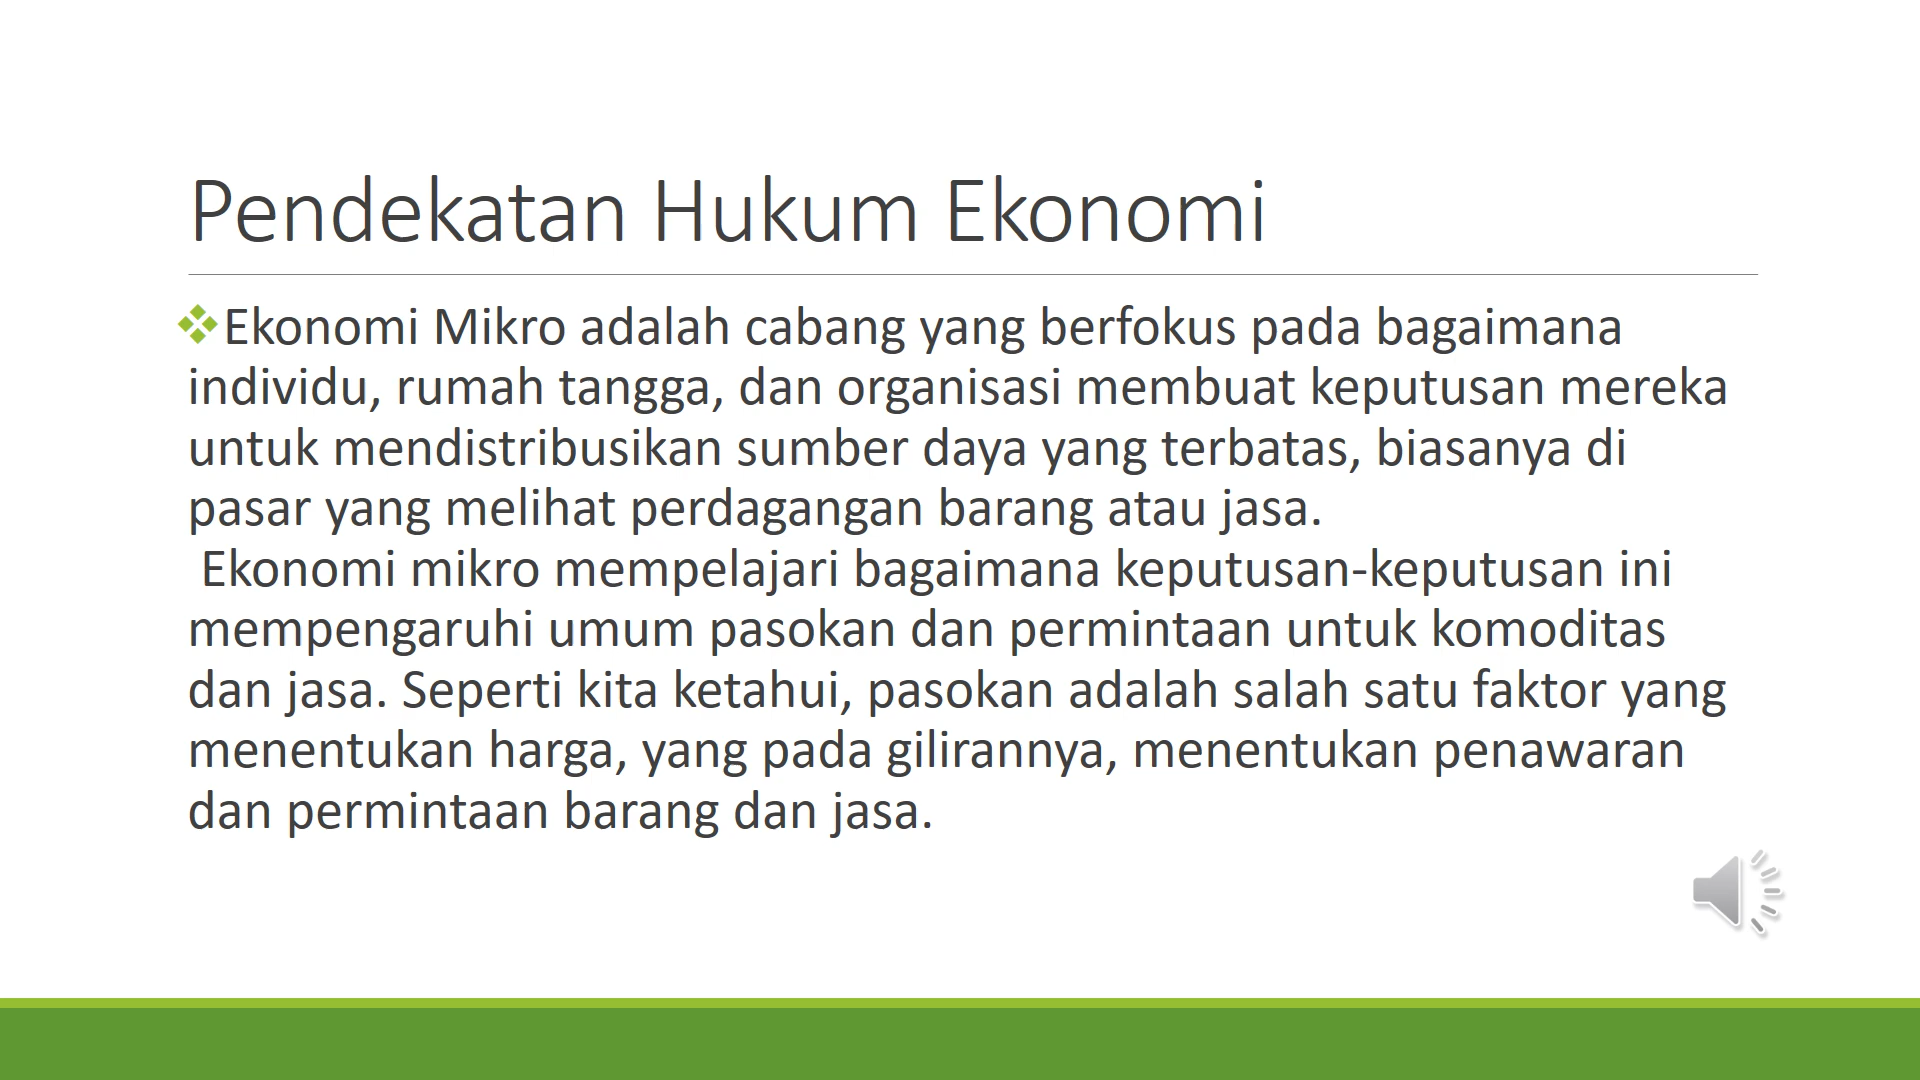 Pendekatan Hukum Ekonomi
❖Ekonomi Mikro adalah cabang yang berfokus pada bagaimana
individu, rumah tangga, dan organisasi membuat keputusan mereka
untuk mendistribusikan sumber daya yang terbatas, biasanya di
pasar yang melihat perdagangan barang atau jasa.
Ekonomi mikro mempelajari bagaimana keputusan-keputusan ini
mempengaruhi umum pasokan dan permintaan untuk komoditas
dan jasa. Seperti kita ketahui, pasokan adalah salah satu faktor yang
menentukan harga, yang pada gilirannya, menentukan penawaran
dan permintaan barang dan jasa.